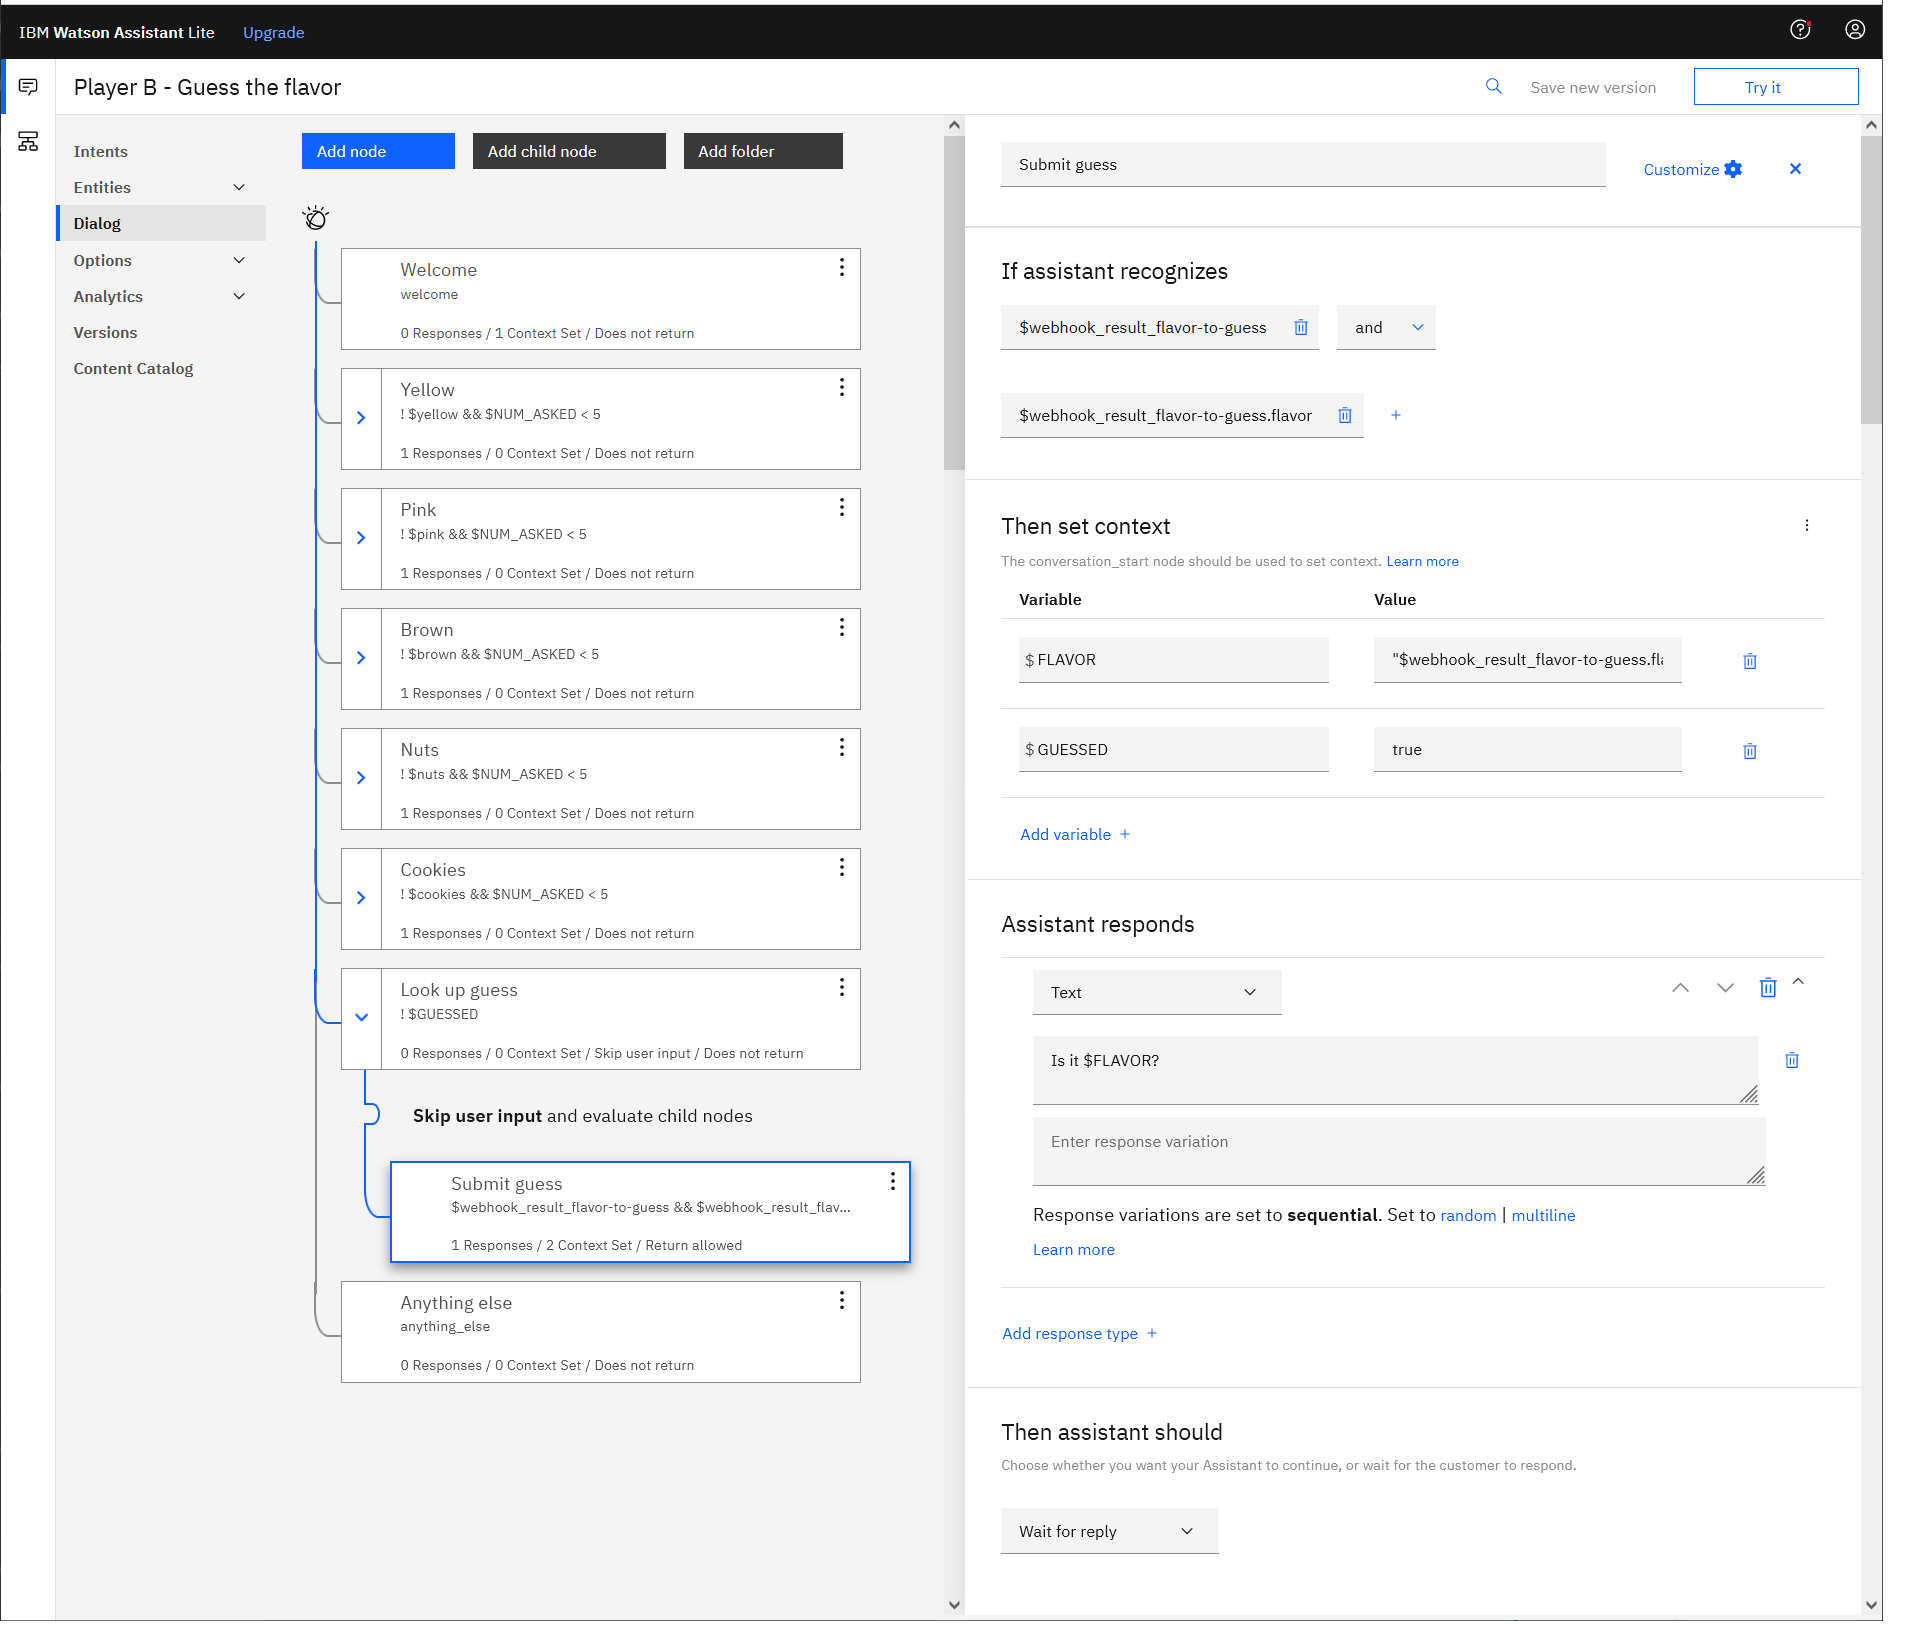 IBM Watson Assistant Lite
Upgrade
Player B - Guess the flavor
Save new version
Try it
Intents
Entities
Dialog
Options
Analytics
Versions
Content Catalog
Add node
Add child node
Add folder
Welcome
welcome
0 Responses / 1 Context Set / Does not return
Yellow
! $yellow && $NUM_ASKED < 5
1 Responses / 0 Context Set / Does not return
Pink
! $pink && $NUM_ASKED < 5
1 Responses / 0 Context Set / Does not return
Brown
! $brown && $NUM_ASKED < 5
1 Responses / 0 Context Set / Does not return
Nuts
! $nuts && $NUM_ASKED < 5
1 Responses / 0 Context Set / Does not return
Cookies
! $cookies && $NUM_ASKED < 5
1 Responses / 0 Context Set / Does not return
Look up guess
! $GUESSED
0 Responses / 0 Context Set / Skip user input / Does not return
Skip user input and evaluate child nodes
Submit guess
$webhook_result_flavor-to-guess && $webhook_result_flav...
1 Responses / 2 Context Set / Return allowed
Anything else
anything_else
0 Responses / 0 Context Set / Does not return
Submit guess
Customize
If assistant recognizes
$webhook_result_flavor-to-guess
and
$webhook_result_flavor-to-guess.flavor
Then set context
The conversation_start node should be used to set context. Learn more
Variable
Value
$ FLAVOR
"$webhook_result_flavor-to-guess.fl
$ GUESSED
true
Add variable +
Assistant responds
Text
Is it $FLAVOR?
Enter response variation
Response variations are set to sequential. Set to random | multiline
Learn more
Add response type +
Then assistant should
Choose whether you want your Assistant to continue, or wait for the customer to respond.
Wait for reply